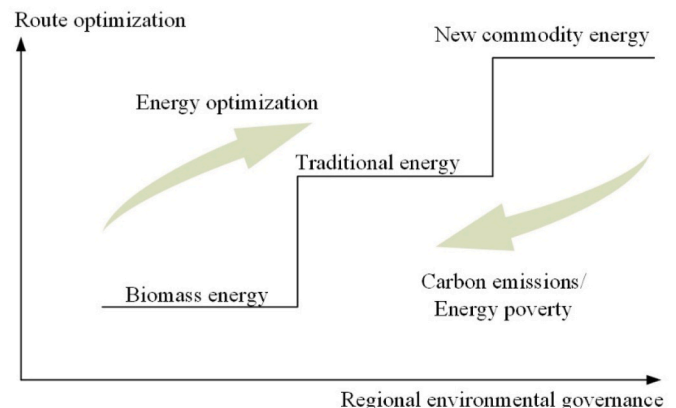 Route optimization
New commodity energy
Energy optimization
Traditional energy
Biomass energy
Carbon emissions/
Energy poverty
Regional environmental governance